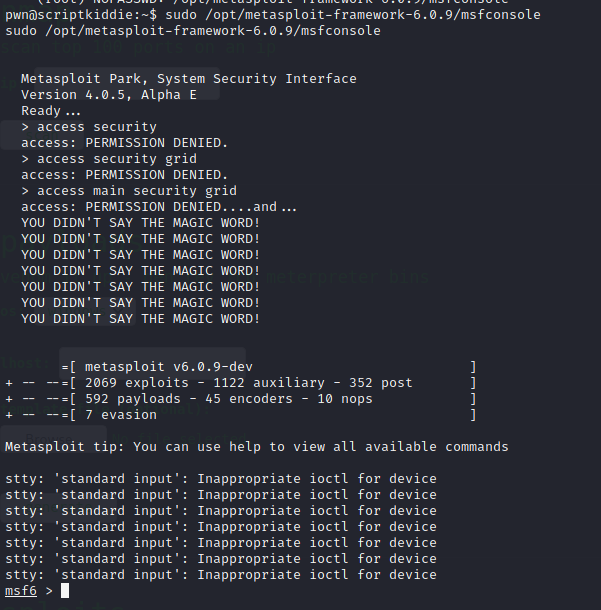 (root) NOPASSWD: /opt/metasploit-framework-6.0.9/msfconsole
pwn@scriptkiddie:~$ sudo /opt/metasploit-framework-6.0.9/msfconsole
sudo /opt/metasploit-framework-6.0.9/msfconsole
Metasploit Park, System Security Interface
Version 4.0.5, Alpha E
Ready...
> access security
access: PERMISSION DENIED.
> access security grid
access: PERMISSION DENIED.
> access main security grid
access: PERMISSION DENIED....and...
YOU DIDN'T SAY THE MAGIC WORD!
YOU DIDN'T SAY THE MAGIC WORD!
YOU DIDN'T SAY THE MAGIC WORD!
YOU DIDN'T SAY THE MAGIC WORD!
YOU DIDN'T SAY THE MAGIC WORD!
YOU DIDN'T SAY THE MAGIC WORD!
YOU DIDN'T SAY THE MAGIC WORD!
=[ metasploit v6.0.9-dev ]
+ -- --=[ 2069 exploits - 1122 auxiliary - 352 post ]
+ -- --=[ 592 payloads - 45 encoders - 10 nops ]
+ -- --=[ 7 evasion ]
Metasploit tip: You can use help to view all available commands
stty: 'standard input': Inappropriate ioctl for device
stty: 'standard input': Inappropriate ioctl for device
stty: 'standard input': Inappropriate ioctl for device
stty: 'standard input': Inappropriate ioctl for device
stty: 'standard input': Inappropriate ioctl for device
stty: 'standard input': Inappropriate ioctl for device
stty: 'standard input': Inappropriate ioctl for device
msf6 >